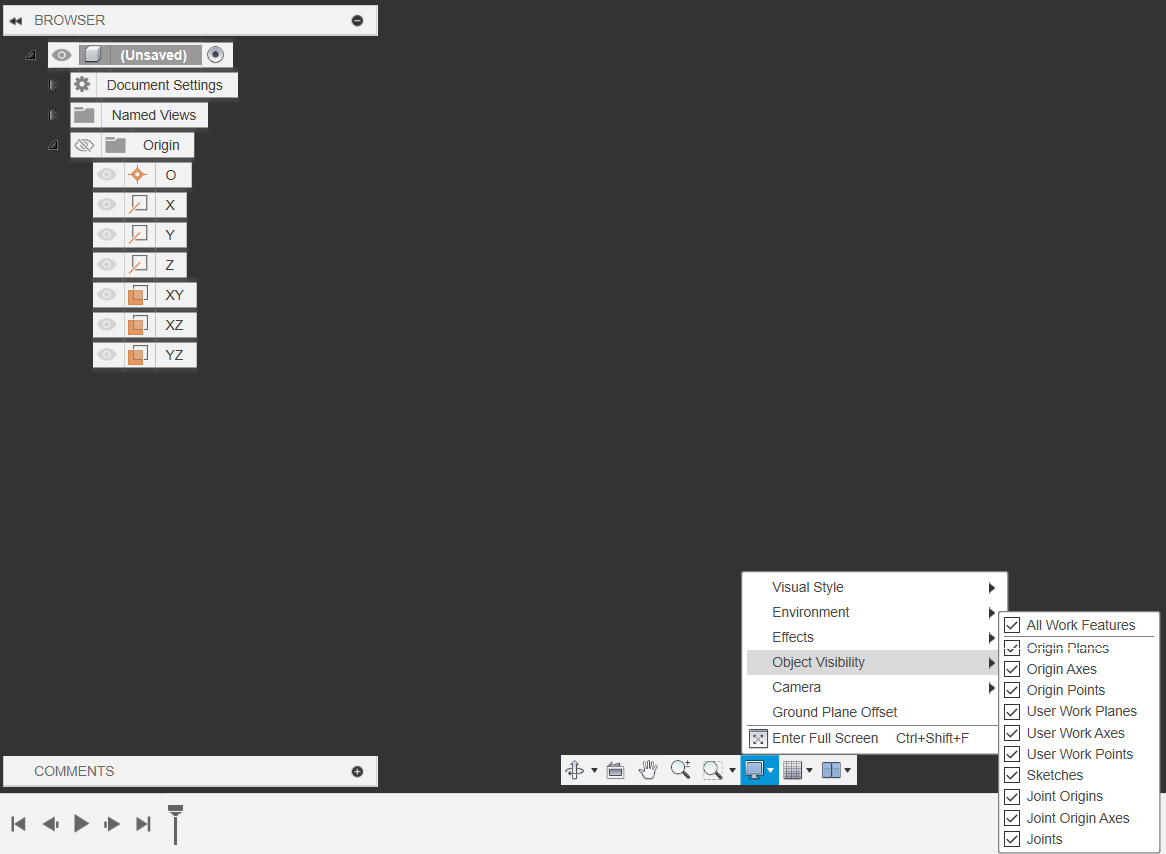 BROWSER
(Unsaved)
Document Settings
Named Views
Origin
O
X
Y
Z
XY
XZ
YZ
Visual Style
Environment
Effects
Object Visibility
Camera
Ground Plane Offset
Enter Full Screen Ctrl+Shift+F
All Work Features
Origin Planes
Origin Axes
Origin Points
User Work Planes
User Work Axes
User Work Points
Sketches
Joint Origins
Joint Origin Axes
Joints
COMMENTS